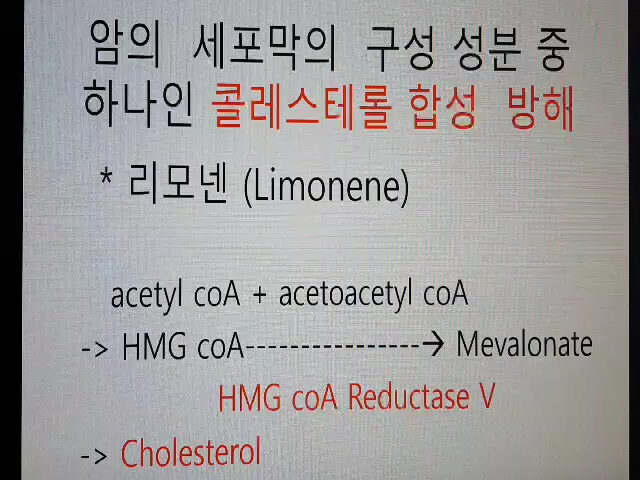 암의 세포막의 구성 성분 중
하나인 콜레스테롤 합성 방해
* 리모넨 (Limonene)
acetyl coA + acetoacetyl coA
-> HMG coA----------------→ Mevalonate
HMG coA Reductase V
-> Cholesterol